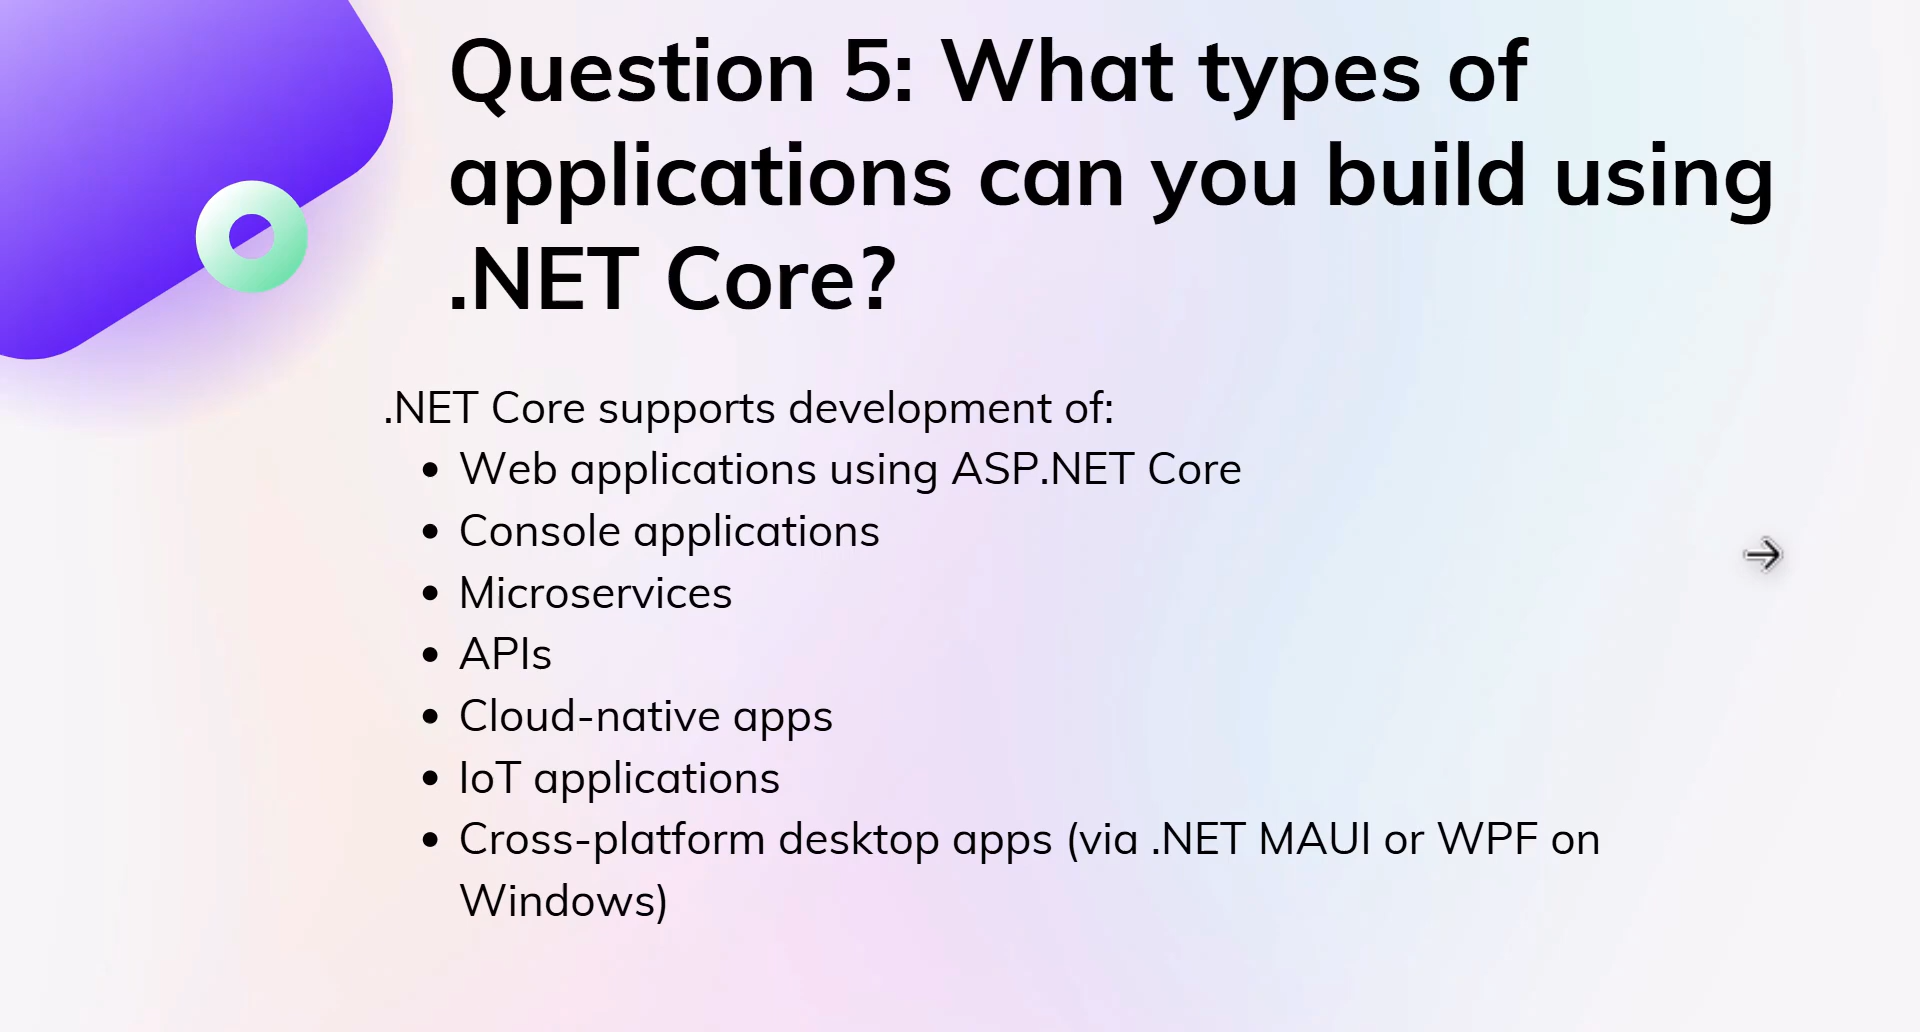 Question 5: What types of
applications can you build using
.NET Core?
.NET Core supports development of:
• Web applications using ASP.NET Core
• Console applications
• Microservices
• APIs
• Cloud-native apps
• IoT applications
• Cross-platform desktop apps (via .NET MAUI or WPF on
Windows)